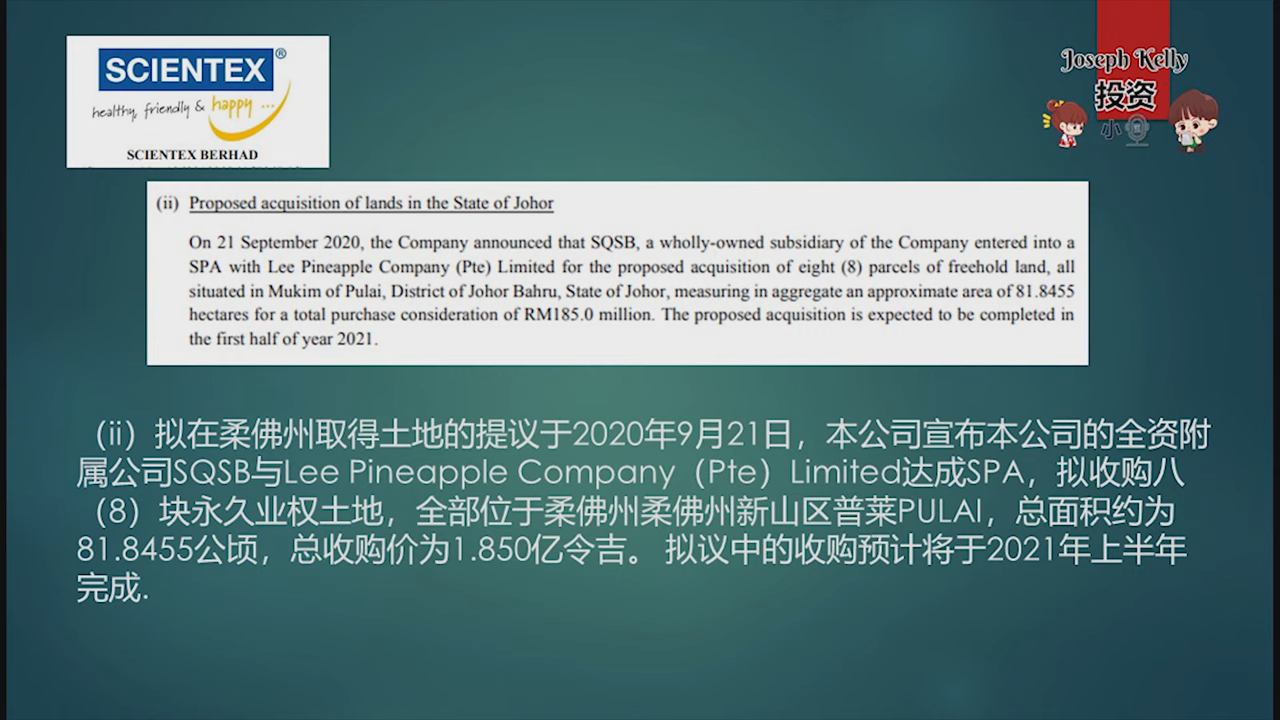 SCIENTEX®
healthy, friendly & happy ...
SCIENTEX BERHAD
Joseph Kelly
投资
小
(ii) Proposed acquisition of lands in the State of Johor
On 21 September 2020, the Company announced that SQSB, a wholly-owned subsidiary of the Company entered into a
SPA with Lee Pineapple Company (Pte) Limited for the proposed acquisition of eight (8) parcels of freehold land, all
situated in Mukim of Pulai, District of Johor Bahru, State of Johor, measuring in aggregate an approximate area of 81.8455
hectares for a total purchase consideration of RM185.0 million. The proposed acquisition is expected to be completed in
the first half of year 2021.
（ii）拟在柔佛州取得土地的提议于2020年9月21日，本公司宣布本公司的全资附
属公司SQSB与Lee Pineapple Company（Pte）Limited达成SPA，拟收购八
（8）块永久业权土地，全部位于柔佛州柔佛州新山区普莱PULAI，总面积约为
81.8455公顷，总收购价为1.850亿令吉。 拟议中的收购预计将于2021年上半年
完成.